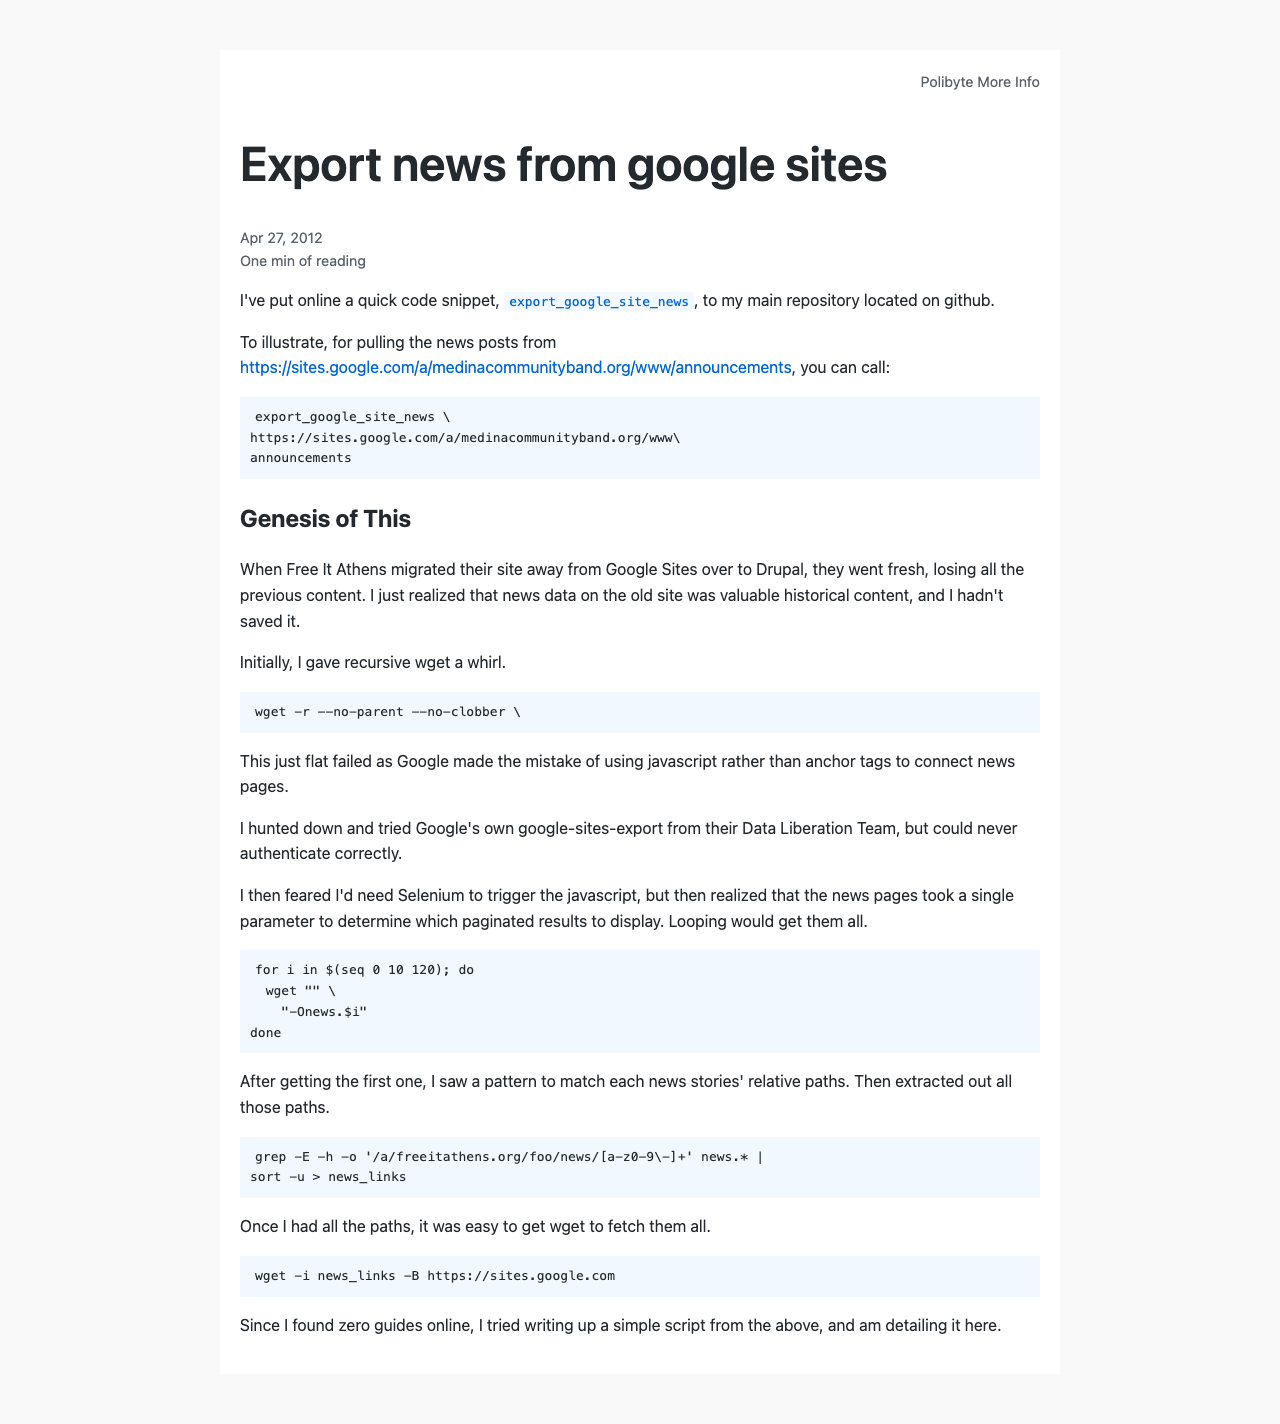 Polibyte More Info
Export news from google sites
Apr 27, 2012
One min of reading
I've put online a quick code snippet, export_google_site_news, to my main repository located on github.
To illustrate, for pulling the news posts from
https://sites.google.com/a/medinacommunityband.org/www/announcements, you can call:
export_google_site_news \
https://sites.google.com/a/medinacommunityband.org/www\
announcements
Genesis of This
When Free It Athens migrated their site away from Google Sites over to Drupal, they went fresh, losing all the
previous content. I just realized that news data on the old site was valuable historical content, and I hadn't
saved it.
Initially, I gave recursive wget a whirl.
wget -r --no-parent --no-clobber \
This just flat failed as Google made the mistake of using javascript rather than anchor tags to connect news
pages.
I hunted down and tried Google's own google-sites-export from their Data Liberation Team, but could never
authenticate correctly.
I then feared I'd need Selenium to trigger the javascript, but then realized that the news pages took a single
parameter to determine which paginated results to display. Looping would get them all.
for i in $(seq 0 10 120); do
  wget "" \
    "-Onews.$i"
done
After getting the first one, I saw a pattern to match each news stories' relative paths. Then extracted out all
those paths.
grep -E -h -o '/a/freeitathens.org/foo/news/[a-z0-9\-]+' news.* |
sort -u > news_links
Once I had all the paths, it was easy to get wget to fetch them all.
wget -i news_links -B https://sites.google.com
Since I found zero guides online, I tried writing up a simple script from the above, and am detailing it here.